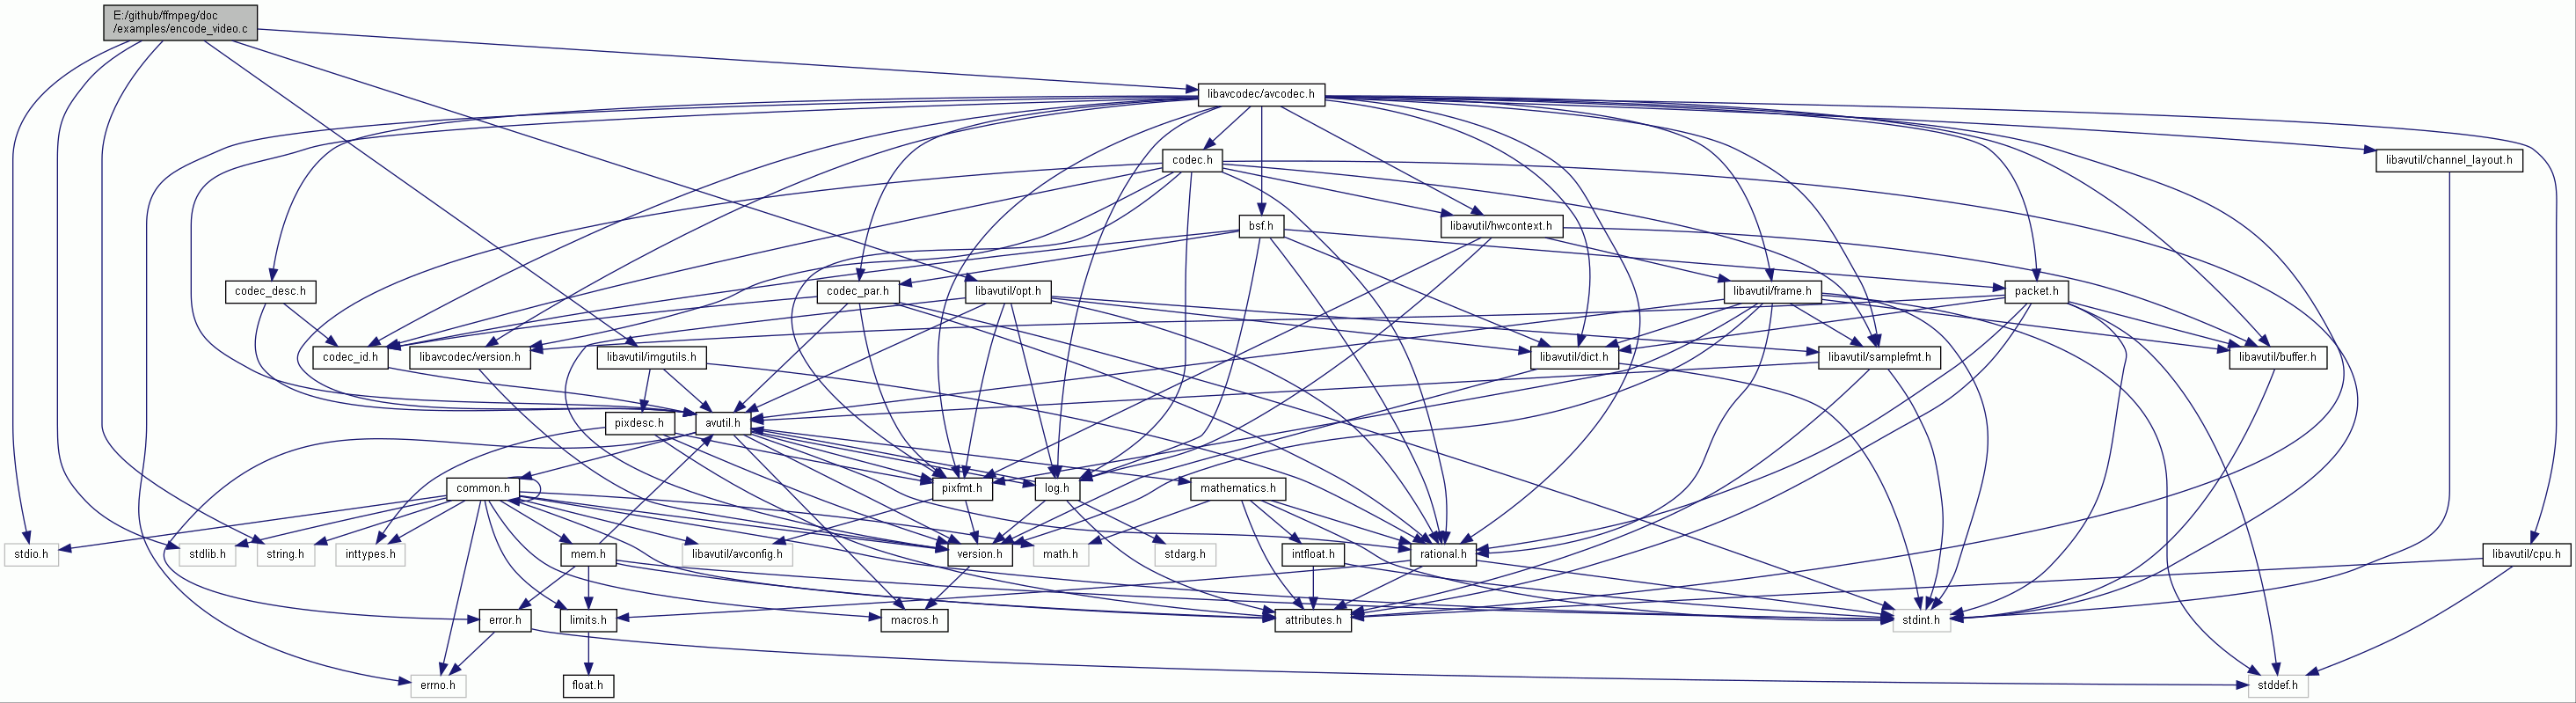 E:/github/ffmpeg/doc
/examples/encode_video.c
libavcodec/avcodec.h
codec.h
libavutil/channel_layout.h
bsf.h
libavutil/hwcontext.h
codec_desc.h
codec_par.h
libavutil/opt.h
libavutil/frame.h
packet.h
codec_id.h
libavcodec/version.h
libavutil/imgutils.h
libavutil/dict.h
libavutil/samplefmt.h
libavutil/buffer.h
pixdesc.h
avutil.h
common.h
pixfmt.h
log.h
mathematics.h
stdio.h
stdlib.h
string.h
inttypes.h
mem.h
libavutil/avconfig.h
version.h
math.h
stdarg.h
intfloat.h
rational.h
libavutil/cpu.h
error.h
limits.h
macros.h
attributes.h
stdint.h
errno.h
float.h
stddef.h